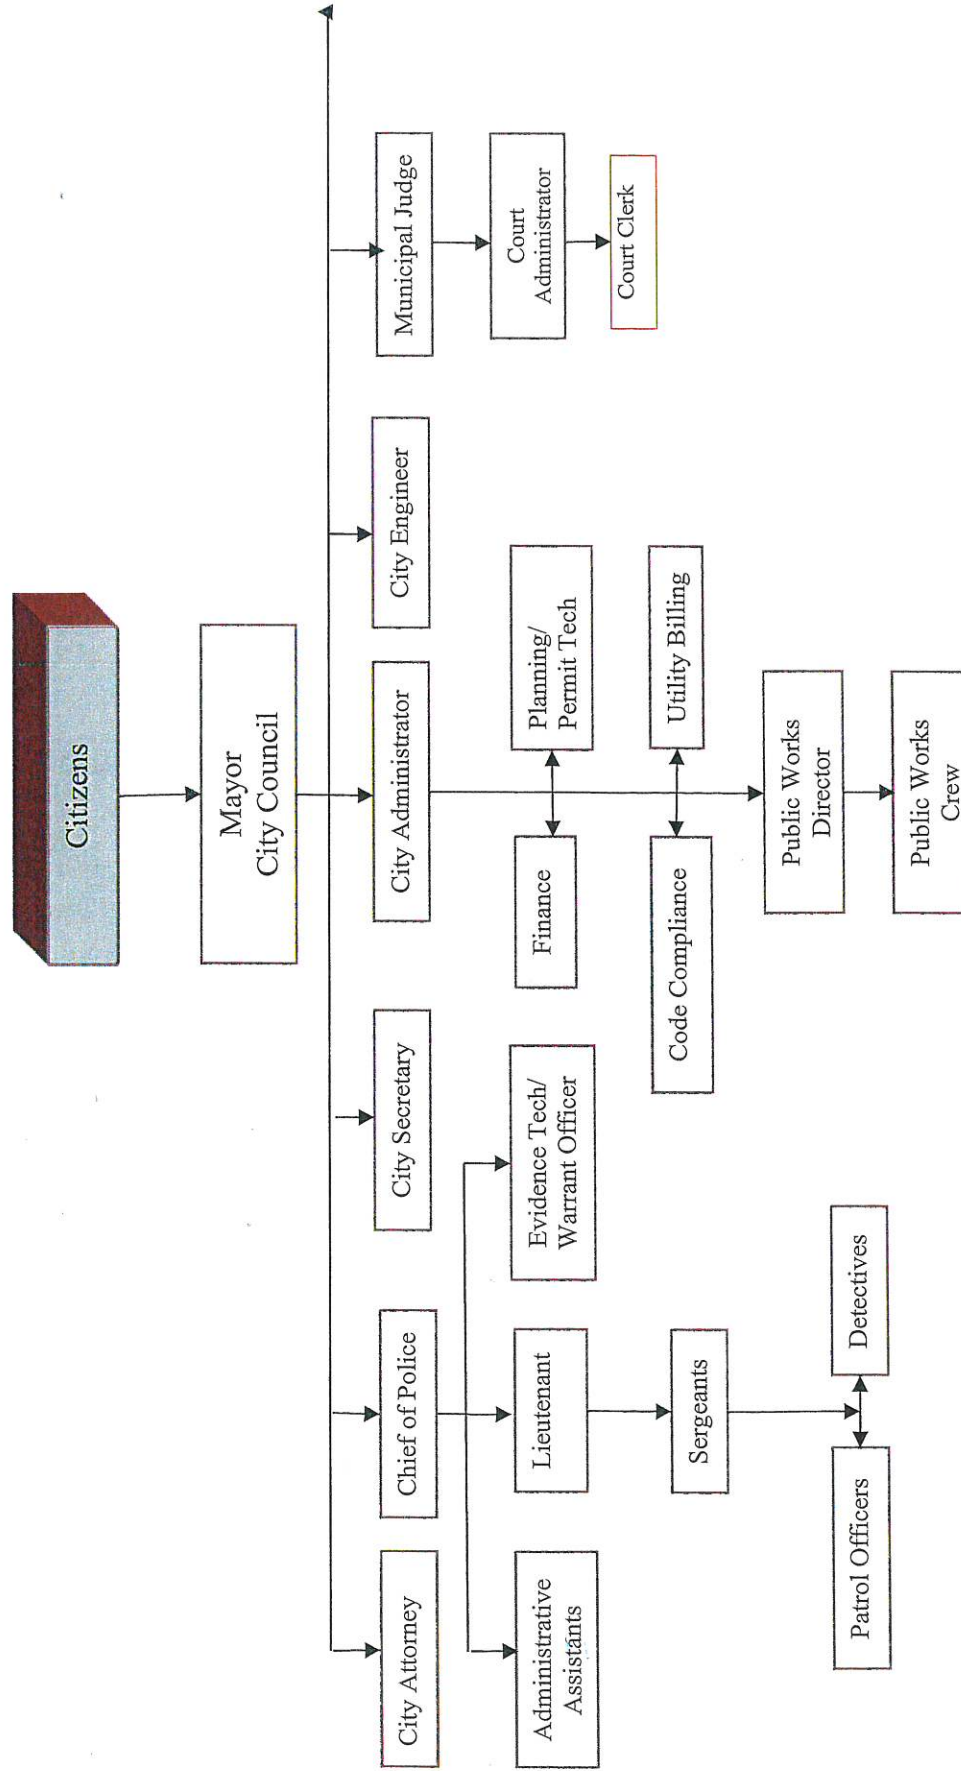 Citizens
Mayor
City Council
City Attorney
Chief of Police
City Secretary
City Administrator
City Engineer
Municipal Judge
Administrative
Assistants
Lieutenant
Evidence Tech/
Warrant Officer
Finance
Planning/
Permit Tech
Court
Administrator
Sergeants
Code Compliance
Utility Billing
Court Clerk
Patrol Officers
Detectives
Public Works
Director
Public Works
Crew